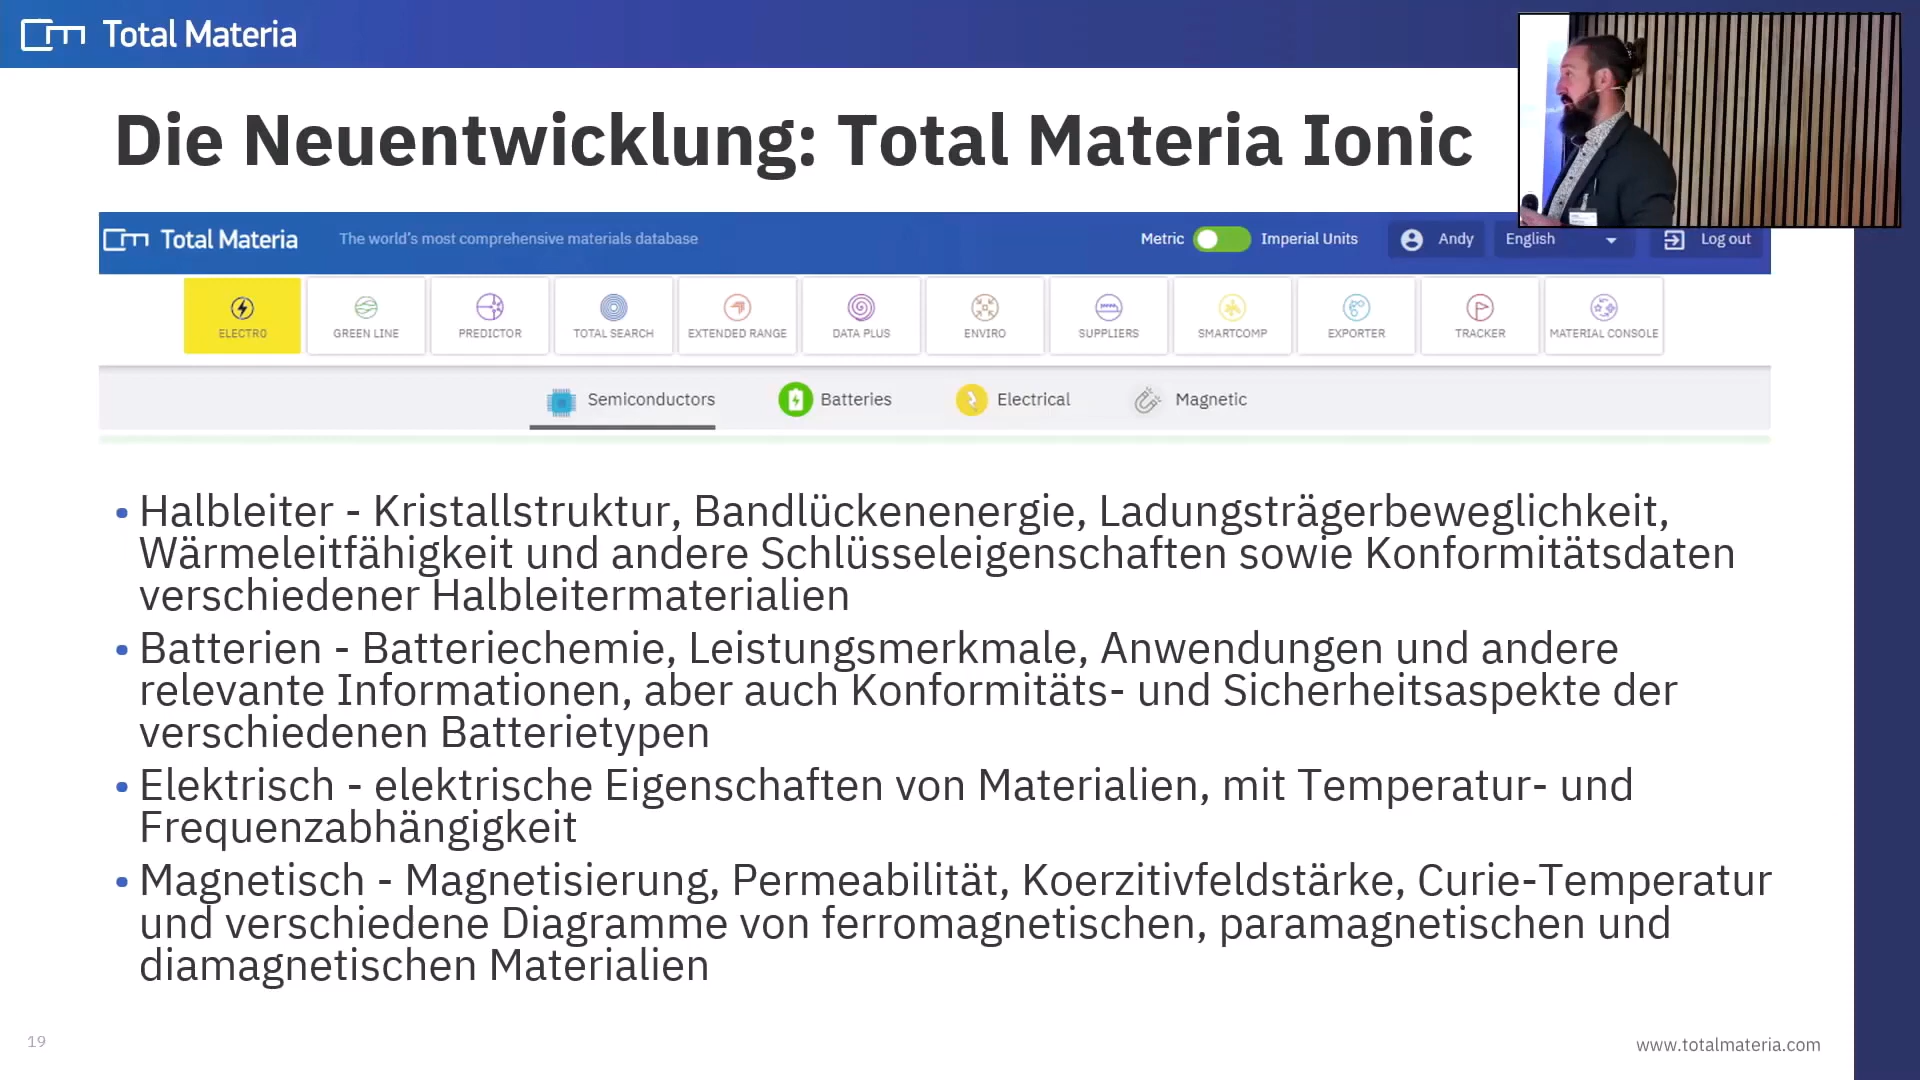 Total Materia
Die Neuentwicklung: Total Materia Ionic
Total Materia
The world's most comprehensive materials database
Metric
Imperial Units
Andy
English
Log out
ELECTRO
GREEN LINE
PREDICTOR
TOTAL SEARCH
EXTENDED RANGE
DATA PLUS
ENVIRO
SUPPLIERS
SMARTCOMP
EXPORTER
TRACKER
MATERIAL CONSOLE
Semiconductors
Batteries
Electrical
Magnetic
• Halbleiter - Kristallstruktur, Bandlückenenergie, Ladungsträgerbeweglichkeit,
Wärmeleitfähigkeit und andere Schlüsseleigenschaften sowie Konformitätsdaten
verschiedener Halbleitermaterialien
• Batterien - Batteriechemie, Leistungsmerkmale, Anwendungen und andere
relevante Informationen, aber auch Konformitäts- und Sicherheitsaspekte der
verschiedenen Batterietypen
• Elektrisch - elektrische Eigenschaften von Materialien, mit Temperatur- und
Frequenzabhängigkeit
• Magnetisch - Magnetisierung, Permeabilität, Koerzitivfeldstärke, Curie-Temperatur
und verschiedene Diagramme von ferromagnetischen, paramagnetischen und
diamagnetischen Materialien
19
www.totalmateria.com